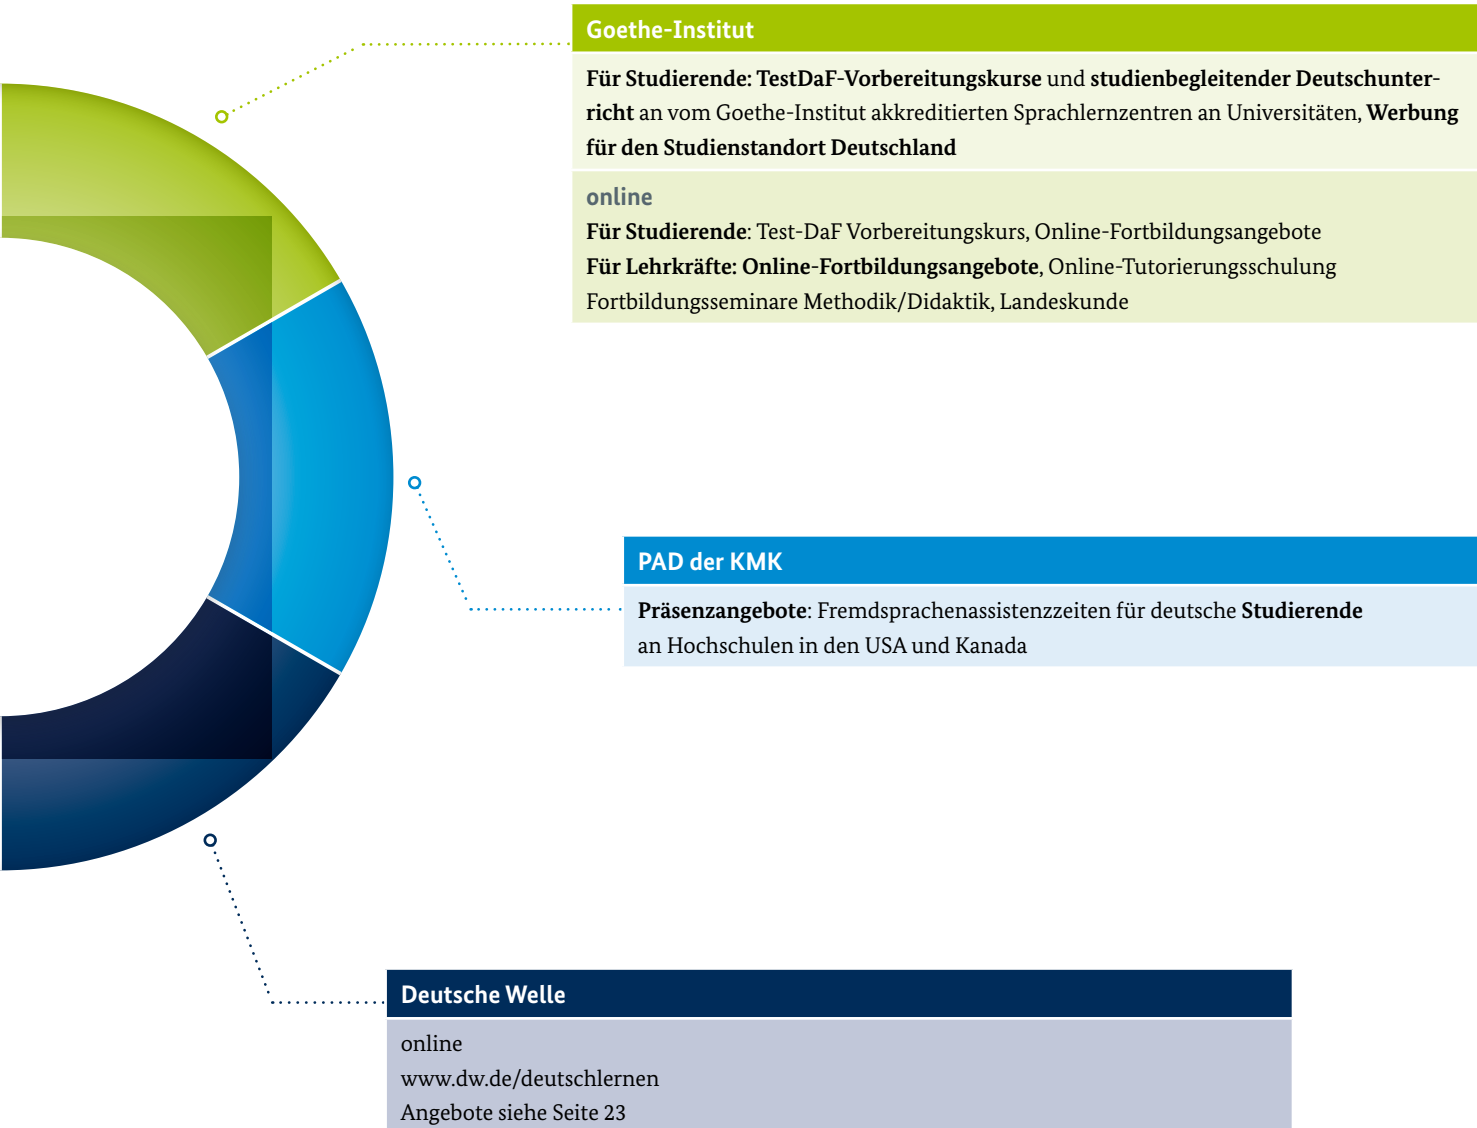 Goethe-Institut
Für Studierende: TestDaF-Vorbereitungskurse und studienbegleitender Deutschunter-
richt an vom Goethe-Institut akkreditierten Sprachlernzentren an Universitäten, Werbung
für den Studienstandort Deutschland
online
Für Studierende: Test-DaF Vorbereitungskurs, Online-Fortbildungsangebote
Für Lehrkräfte: Online-Fortbildungsangebote, Online-Tutorierungsschulung
Fortbildungsseminare Methodik/Didaktik, Landeskunde
PAD der KMK
Präsenzangebote: Fremdsprachenassistenzzeiten für deutsche Studierende
an Hochschulen in den USA und Kanada
Deutsche Welle
online
www.dw.de/deutschlernen
Angebote siehe Seite 23